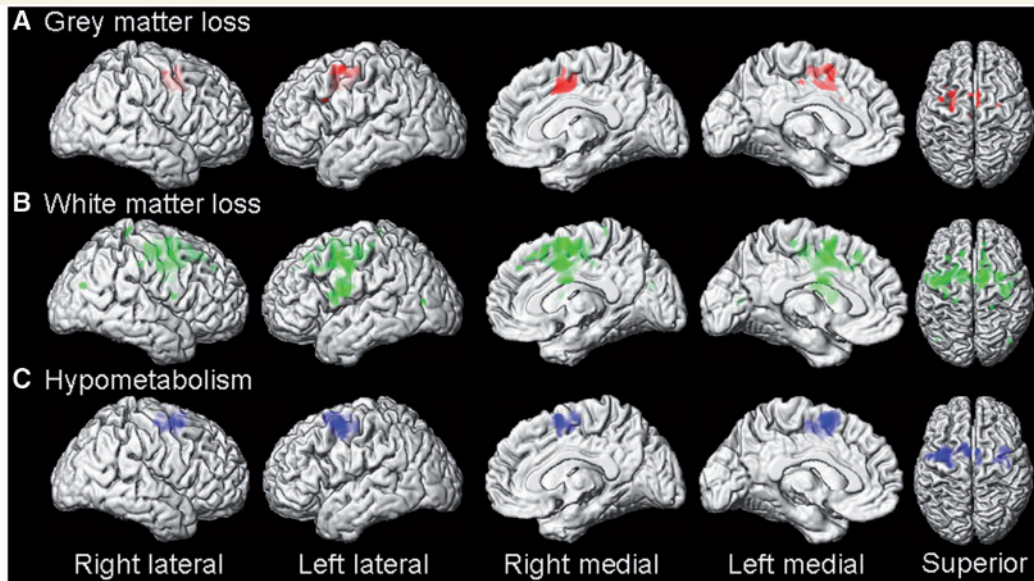 A Grey matter loss
B White matter loss
C Hypometabolism
Right lateral Left lateral Right medial Left medial Superior